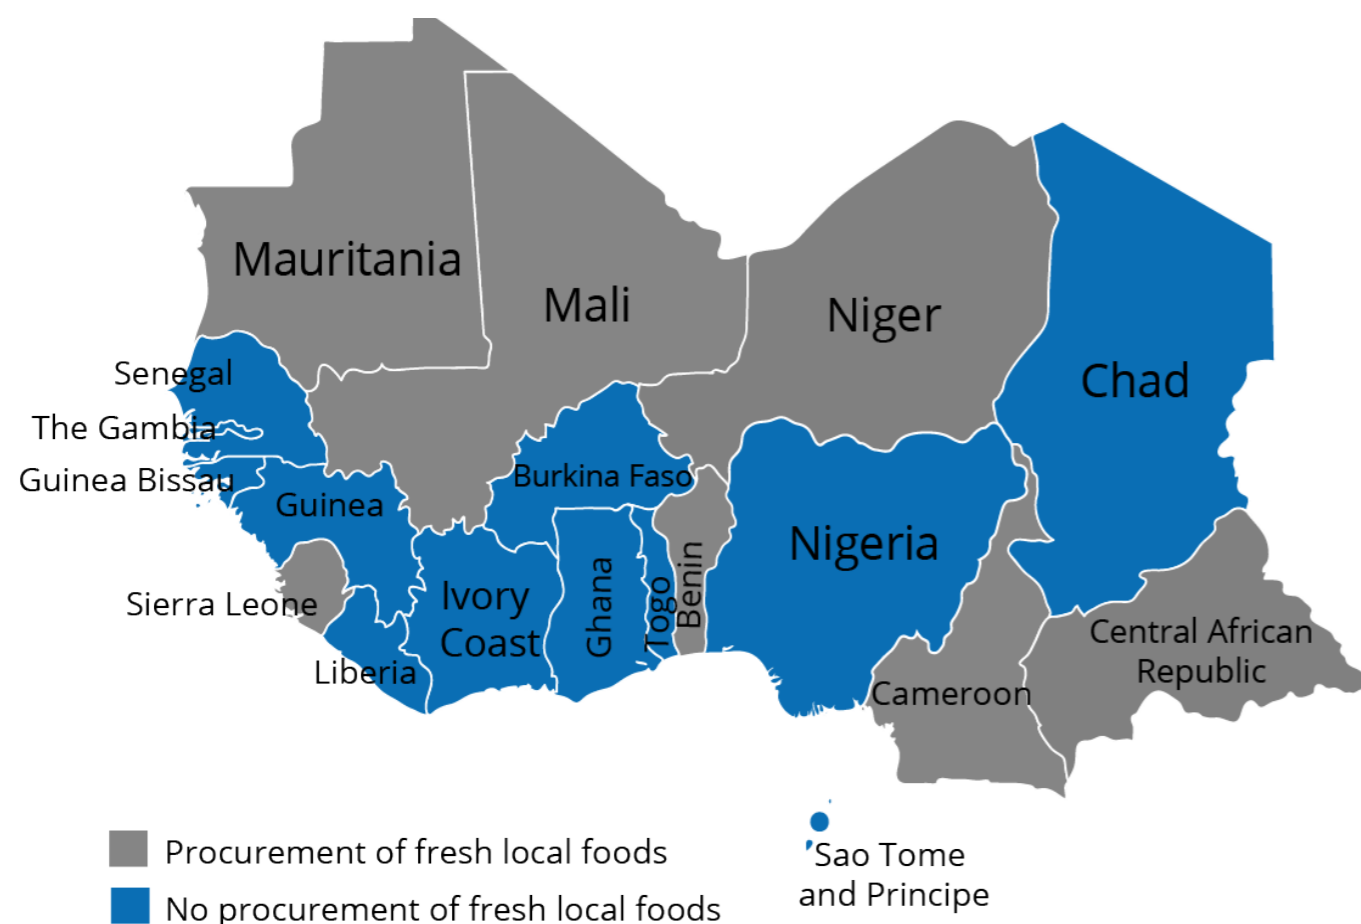 Mauritania
Mali
Niger
Chad
Senegal
The Gambia
Guinea Bissau
Guinea
Burkina Faso
Nigeria
Sierra Leone
Ivory
Coast
Ghana
Togo
Benin
Liberia
Central African
Republic
Cameroon
Procurement of fresh local foods
No procurement of fresh local foods
Sao Tome
and Principe